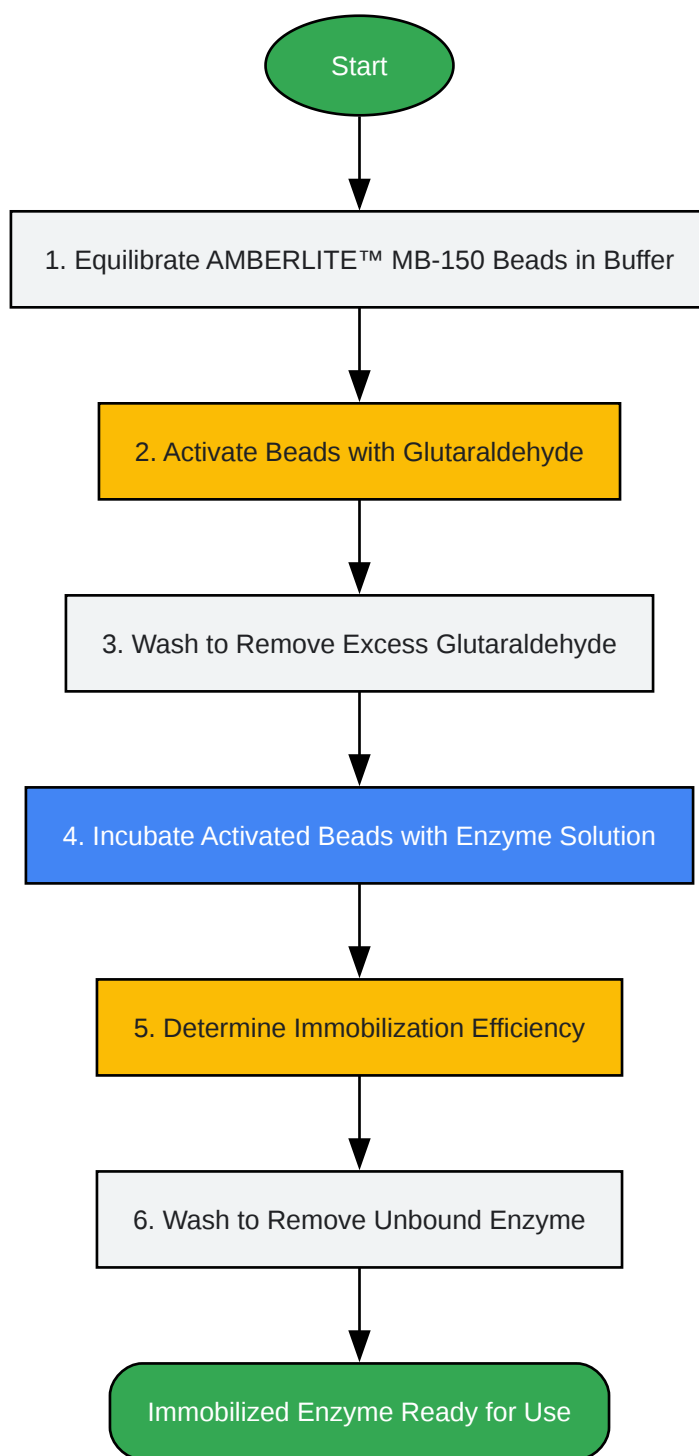 Start
1. Equilibrate AMBERLITE™ MB-150 Beads in Buffer
2. Activate Beads with Glutaraldehyde
3. Wash to Remove Excess Glutaraldehyde
4. Incubate Activated Beads with Enzyme Solution
5. Determine Immobilization Efficiency
6. Wash to Remove Unbound Enzyme
Immobilized Enzyme Ready for Use